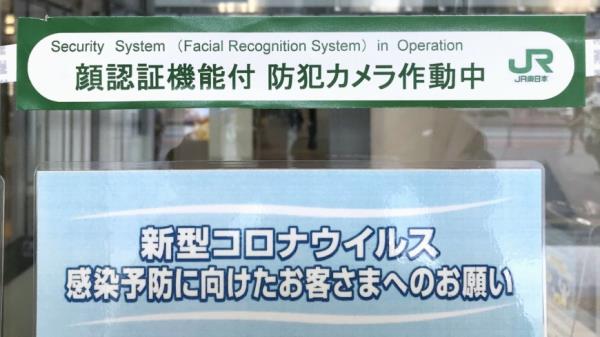 Security System (Facial Recognition System) in Operation
顔認証機能付 防犯カメラ作動中
JR
JR東日本
新型コロナウイルス
感染予防に向けたお客さまへのお願い